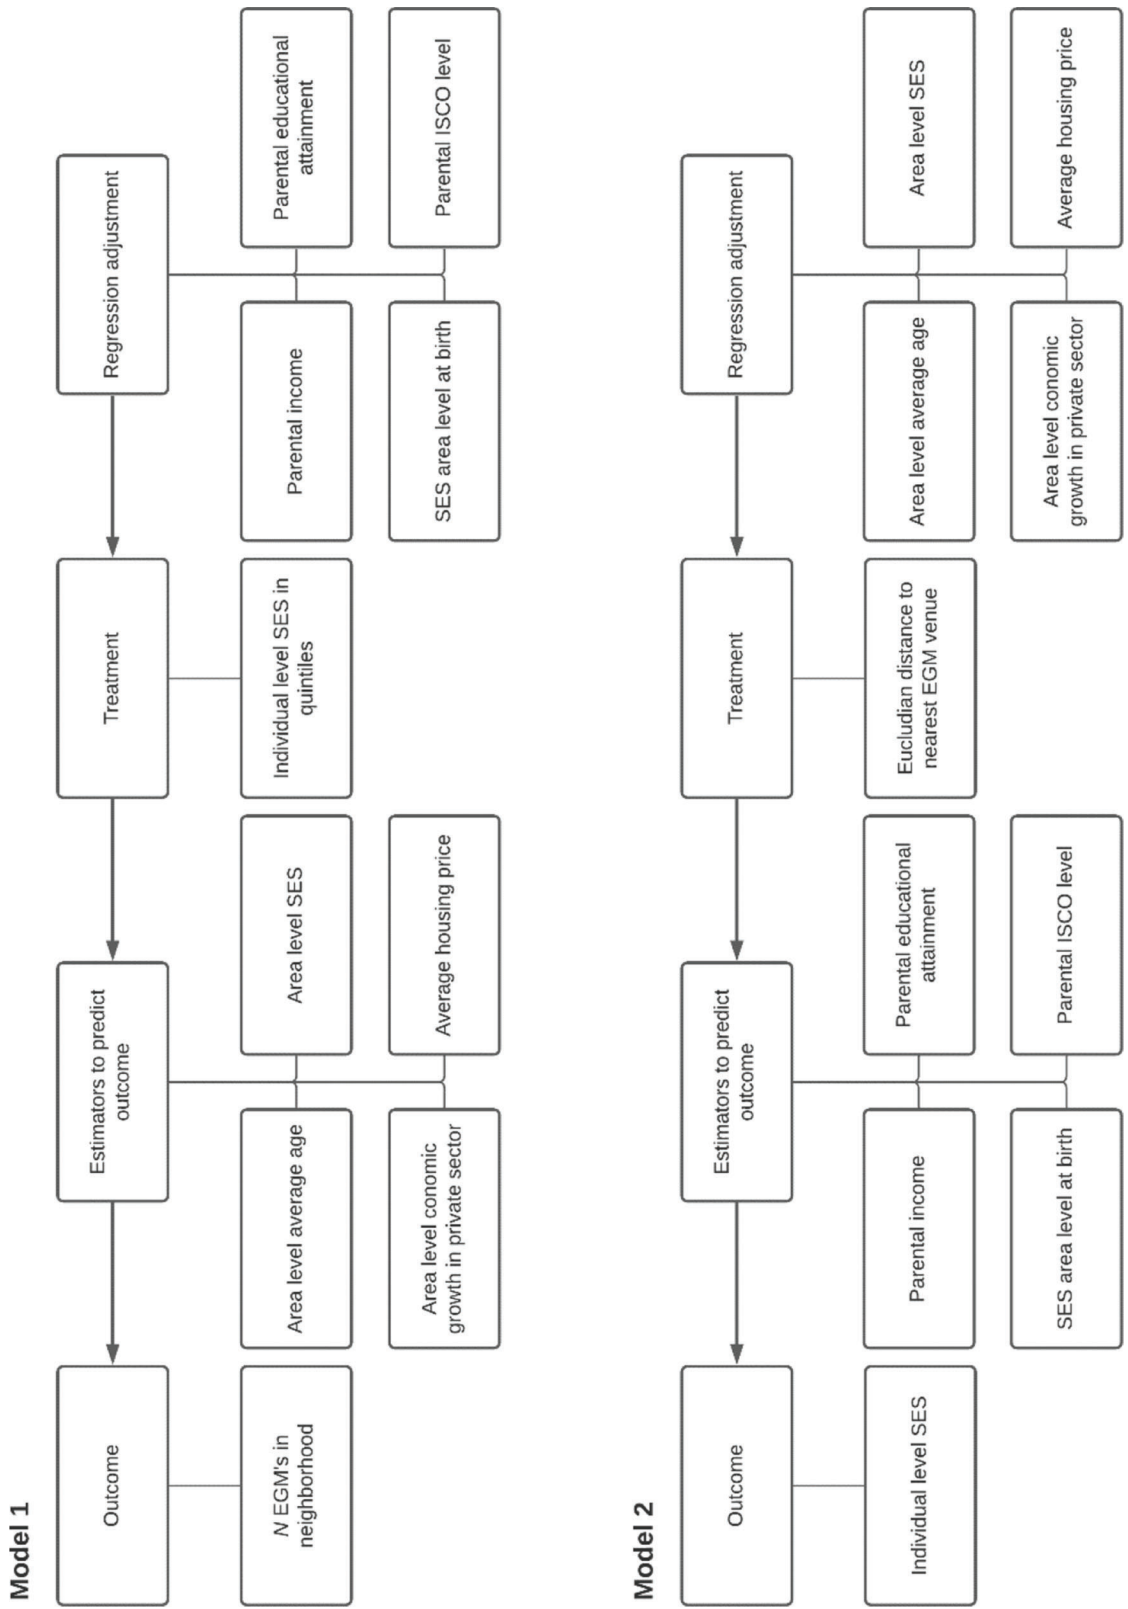 Model 1
Outcome
Estimators to predict
outcome
Treatment
Regression adjustment
N EGM's in
neighborhood
Area level average age
Area level SES
Individual level SES in
quintiles
Parental income
Parental educational
attainment
Area level conomic
growth in private sector
Average housing price
SES area level at birth
Parental ISCO level
Model 2
Outcome
Estimators to predict
outcome
Treatment
Regression adjustment
Individual level SES
Parental income
Parental educational
attainment
Eucludian distance to
nearest EGM venue
Area level average age
Area level SES
SES area level at birth
Parental ISCO level
Area level conomic
growth in private sector
Average housing price